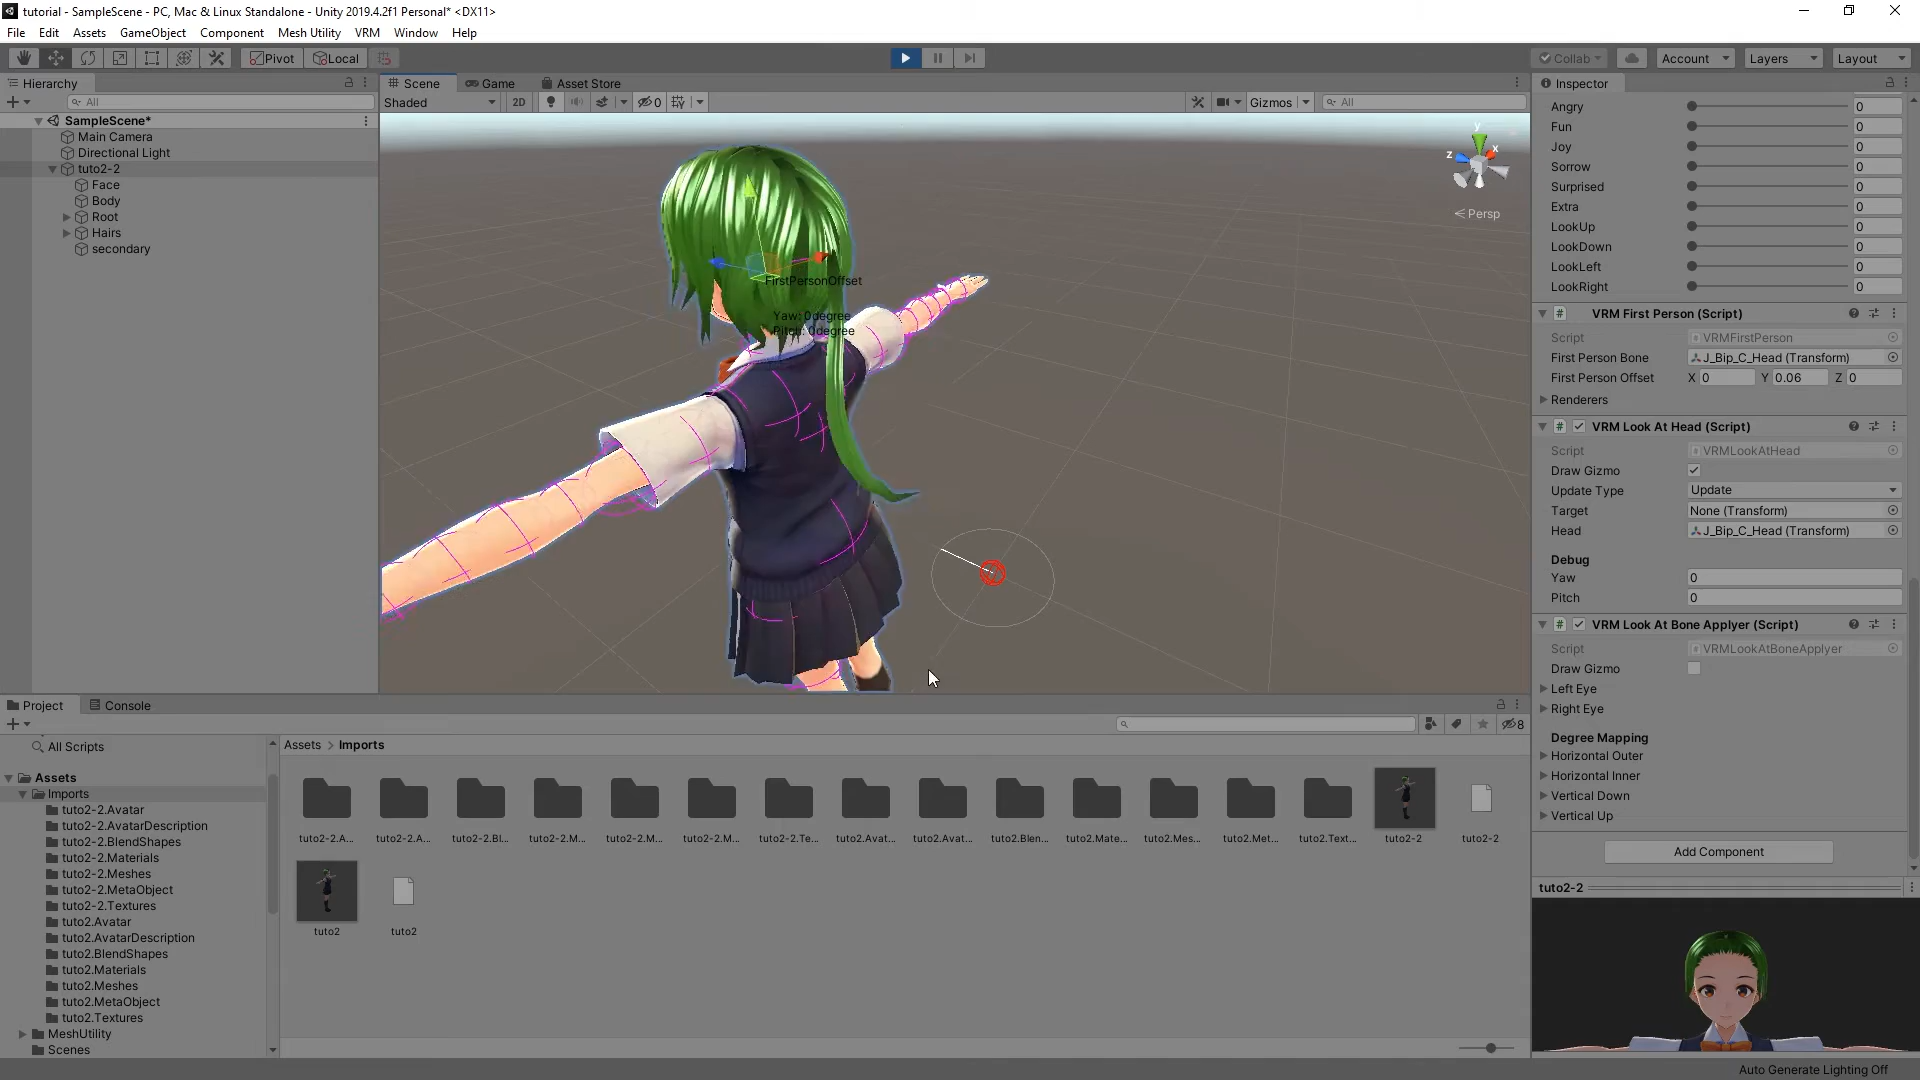 tutorial - SampleScene - PC, Mac & Linux Standalone - Unity 2019.4.2f1 Personal* <DX11>
File Edit Assets GameObject Component Mesh Utility VRM Window Help
Pivot Local Collab Account Layers Layout
Hierarchy
All
SampleScene*
Main Camera
Directional Light
tuto2-2
Face
Body
Root
Hairs
secondary
Scene Game Asset Store
Shaded 2D 0 Gizmos All
y
z x
Persp
FirstPersonOffset
Yaw: 0degree
Pitch: 0degree
Inspector
Angry 0
Fun 0
Joy 0
Sorrow 0
Surprised 0
Extra 0
LookUp 0
LookDown 0
LookLeft 0
LookRight 0
VRM First Person (Script)
Script VRMFirstPerson
First Person Bone J_Bip_C_Head (Transform)
First Person Offset X 0 Y 0.06 Z 0
Renderers
VRM Look At Head (Script)
Script VRMLookAtHead
Draw Gizmo
Update Type Update
Target None (Transform)
Head J_Bip_C_Head (Transform)
Debug
Yaw 0
Pitch 0
VRM Look At Bone Applyer (Script)
Script VRMLookAtBoneApplyer
Draw Gizmo
Left Eye
Right Eye
Degree Mapping
Horizontal Outer
Horizontal Inner
Vertical Down
Vertical Up
Add Component
tuto2-2
Project Console
8
All Scripts
Assets
Imports
tuto2-2.Avatar
tuto2-2.AvatarDescription
tuto2-2.BlendShapes
tuto2-2.Materials
tuto2-2.Meshes
tuto2-2.MetaObject
tuto2-2.Textures
tuto2.Avatar
tuto2.AvatarDescription
tuto2.BlendShapes
tuto2.Materials
tuto2.Meshes
tuto2.MetaObject
tuto2.Textures
MeshUtility
Scenes
Assets > Imports
tuto2-2.A... tuto2-2.A... tuto2-2.Bl... tuto2-2.M... tuto2-2.M... tuto2-2.M... tuto2-2.Te... tuto2.Avat... tuto2.Avat... tuto2.Blen... tuto2.Mate... tuto2.Mes... tuto2.Met... tuto2.Text... tuto2-2 tuto2-2
tuto2 tuto2
Auto Generate Lighting Off